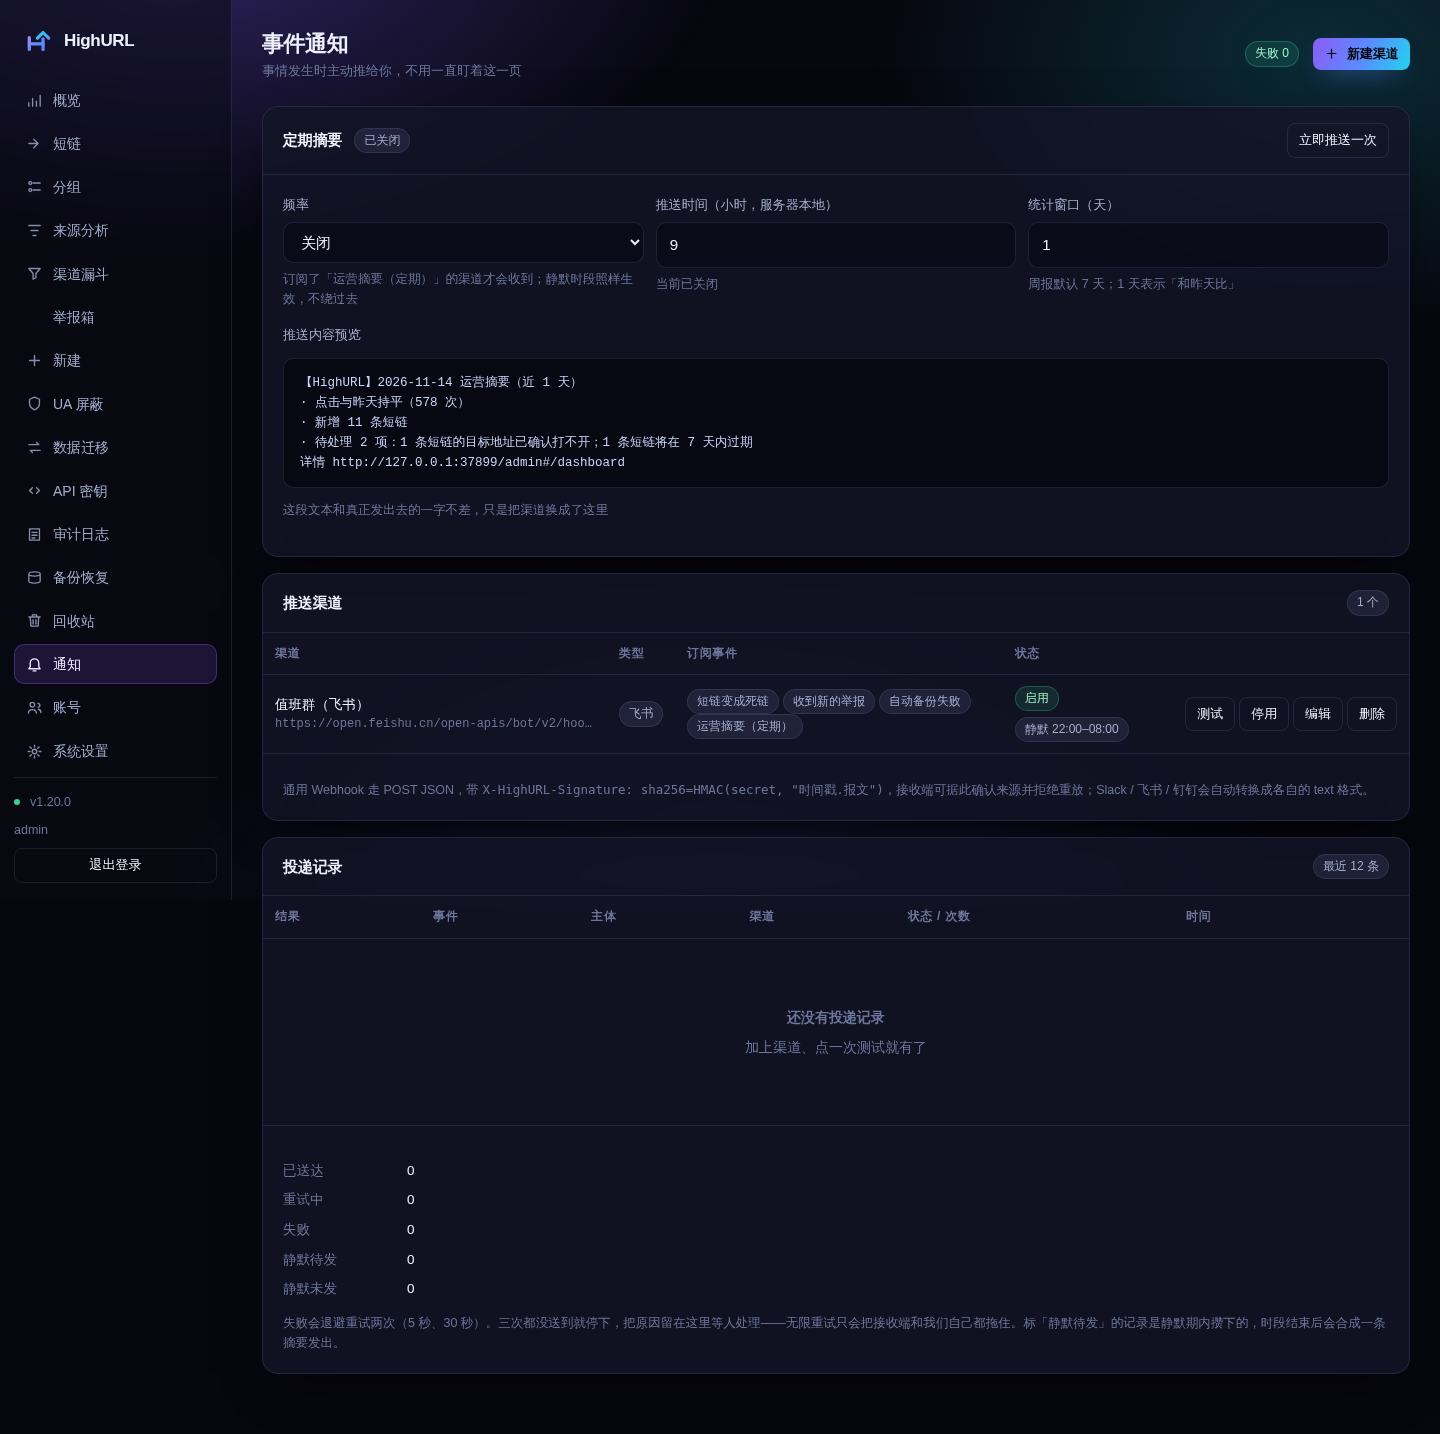 HighURL
概览
短链
分组
来源分析
渠道漏斗
举报箱
新建
UA 屏蔽
数据迁移
API 密钥
审计日志
备份恢复
回收站
通知
账号
系统设置
v1.20.0
admin
退出登录
事件通知
事情发生时主动推给你，不用一直盯着这一页
失败 0
新建渠道
定期摘要
已关闭
立即推送一次
频率
推送时间（小时，服务器本地）
统计窗口（天）
关闭
9
1
订阅了「运营摘要（定期）」的渠道才会收到；静默时段照样生
效，不绕过去
当前已关闭
周报默认 7 天；1 天表示「和昨天比」
推送内容预览
【HighURL】2026-11-14 运营摘要（近 1 天）
· 点击与昨天持平（578 次）
· 新增 11 条短链
· 待处理 2 项：1 条短链的目标地址已确认打不开；1 条短链将在 7 天内过期
详情 http://127.0.0.1:37899/admin#/dashboard
这段文本和真正发出去的一字不差，只是把渠道换成了这里
推送渠道
1 个
渠道
类型
订阅事件
状态
值班群（飞书）
https://open.feishu.cn/open-apis/bot/v2/hoo…
飞书
短链变成死链
收到新的举报
自动备份失败
运营摘要（定期）
启用
静默 22:00–08:00
测试
停用
编辑
删除
通用 Webhook 走 POST JSON，带 X-HighURL-Signature: sha256=HMAC(secret, "时间戳.报文")，接收端可据此确认来源并拒绝重放；Slack / 飞书 / 钉钉会自动转换成各自的 text 格式。
投递记录
最近 12 条
结果
事件
主体
渠道
状态 / 次数
时间
还没有投递记录
加上渠道、点一次测试就有了
已送达 0
重试中 0
失败 0
静默待发 0
静默未发 0
失败会退避重试两次（5 秒、30 秒）。三次都没送到就停下，把原因留在这里等人处理——无限重试只会把接收端和我们自己都拖住。标「静默待发」的记录是静默期内攒下的，时段结束后会合成一条
摘要发出。